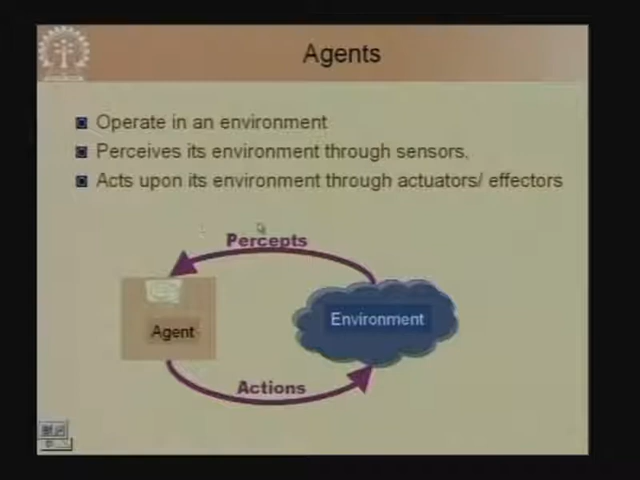 Agents
Operate in an environment
Perceives its environment through sensors.
Acts upon its environment through actuators/ effectors
Percepts
Agent
Environment
Actions